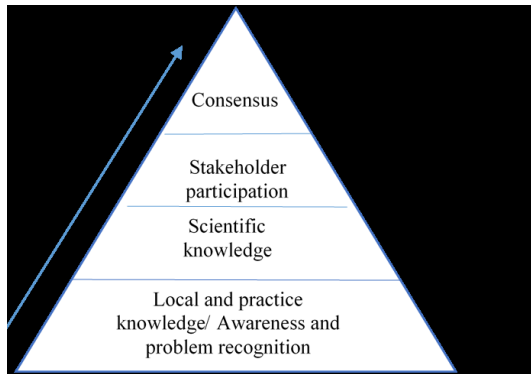 Consensus
Stakeholder
participation
Scientific
knowledge
Local and practice
knowledge/ Awareness and
problem recognition